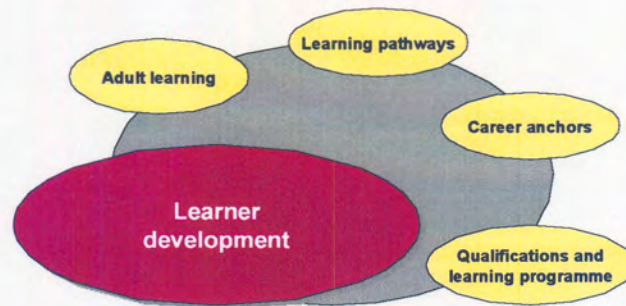 Learning pathways
Adult learning
Career anchors
Learner
development
Qualifications and
learning programme